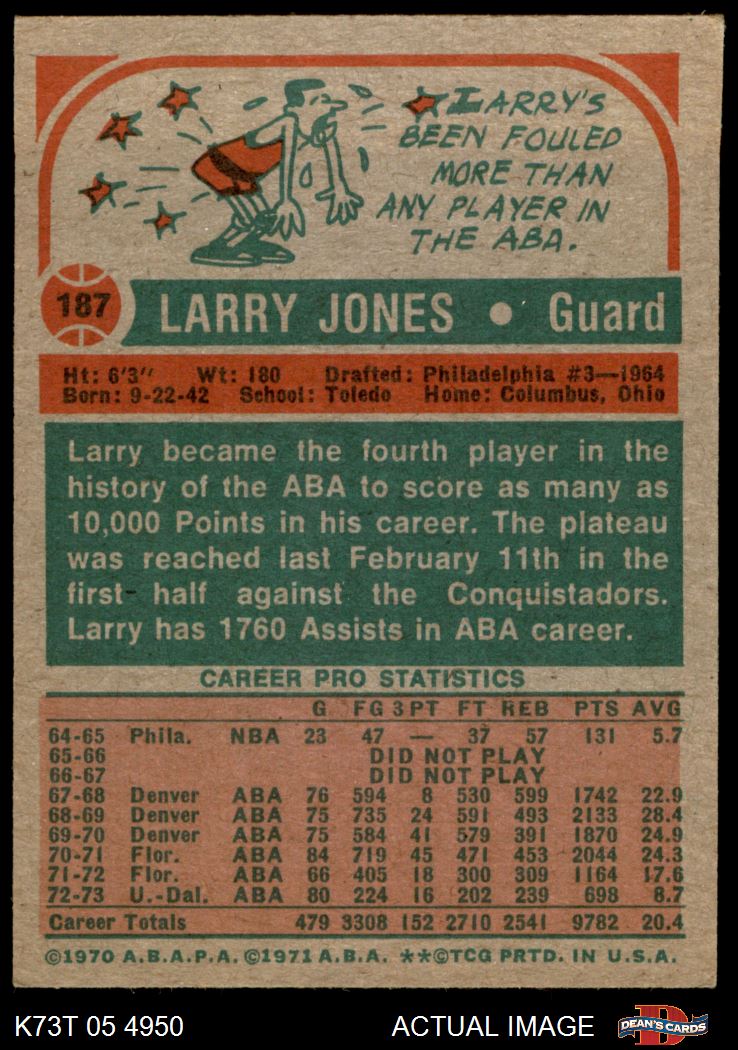 LARRY'S
BEEN FOULED
MORE THAN
ANY PLAYER IN
THE ABA.
187 LARRY JONES • Guard
Ht: 6'3" Wt: 180 Drafted: Philadelphia #3—1964
Born: 9-22-42 School: Toledo Home: Columbus, Ohio
Larry became the fourth player in the
history of the ABA to score as many as
10,000 Points in his career. The plateau
was reached last February 11th in the
first half against the Conquistadors.
Larry has 1760 Assists in ABA career.
CAREER PRO STATISTICS
G FG 3PT FT REB PTS AVG
64-65 Phila. NBA 23 47 — 37 57 131 5.7
65-66 DID NOT PLAY
66-67 DID NOT PLAY
67-68 Denver ABA 76 594 8 530 599 1742 22.9
68-69 Denver ABA 75 735 24 591 493 2133 28.4
69-70 Denver ABA 75 584 41 579 391 1870 24.9
70-71 Flor. ABA 84 719 45 471 453 2044 24.3
71-72 Flor. ABA 66 405 18 300 309 1164 17.6
72-73 U.-Dal. ABA 80 224 16 202 239 698 8.7
Career Totals 479 3308 152 2710 2541 9782 20.4
©1970 A.B.A.P.A. ©1971 A.B.A. **©TCG PRTD. IN U.S.A.
K73T 05 4950 ACTUAL IMAGE DEAN'S CARDS